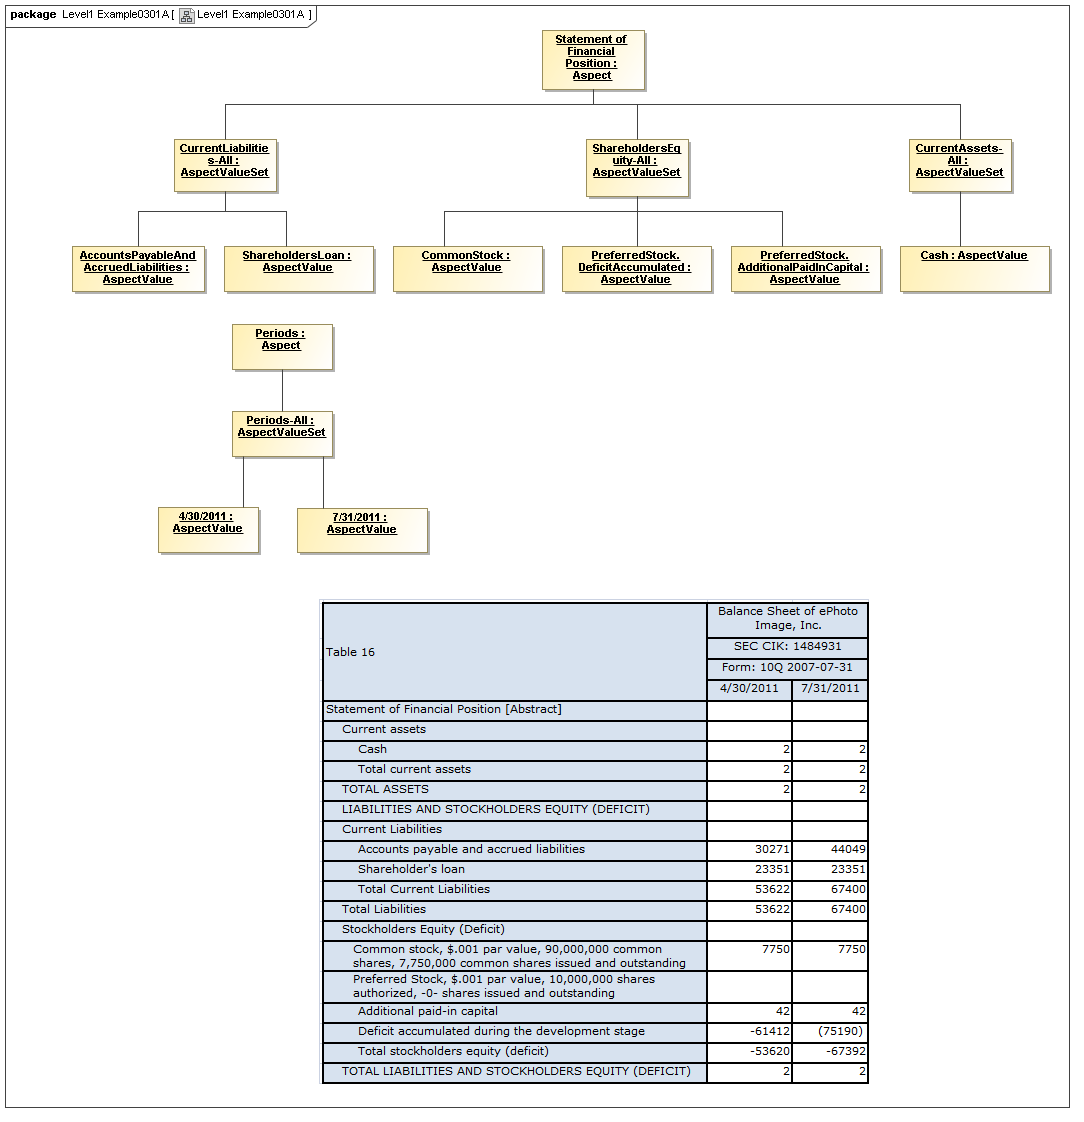 package Level1 Example0301A [ Level1 Example0301A ]
Statement of
Financial
Position :
Aspect
CurrentLiabilitie
s-All :
AspectValueSet
ShareholdersEq
uity-All :
AspectValueSet
CurrentAssets-
All :
AspectValueSet
AccountsPayableAnd
AccruedLiabilities :
AspectValue
ShareholdersLoan :
AspectValue
CommonStock :
AspectValue
PreferredStock.
DeficitAccumulated :
AspectValue
PreferredStock.
AdditionalPaidInCapital :
AspectValue
Cash : AspectValue
Periods :
Aspect
Periods-All :
AspectValueSet
4/30/2011 :
AspectValue
7/31/2011 :
AspectValue
Table 16
Balance Sheet of ePhoto
Image, Inc.
SEC CIK: 1484931
Form: 10Q 2007-07-31
4/30/2011 7/31/2011
Statement of Financial Position [Abstract]
Current assets
Cash 2 2
Total current assets 2 2
TOTAL ASSETS 2 2
LIABILITIES AND STOCKHOLDERS EQUITY (DEFICIT)
Current Liabilities
Accounts payable and accrued liabilities 30271 44049
Shareholder's loan 23351 23351
Total Current Liabilities 53622 67400
Total Liabilities 53622 67400
Stockholders Equity (Deficit)
Common stock, $.001 par value, 90,000,000 common 7750 7750
shares, 7,750,000 common shares issued and outstanding
Preferred Stock, $.001 par value, 10,000,000 shares
authorized, -0- shares issued and outstanding
Additional paid-in capital 42 42
Deficit accumulated during the development stage -61412 (75190)
Total stockholders equity (deficit) -53620 -67392
TOTAL LIABILITIES AND STOCKHOLDERS EQUITY (DEFICIT) 2 2